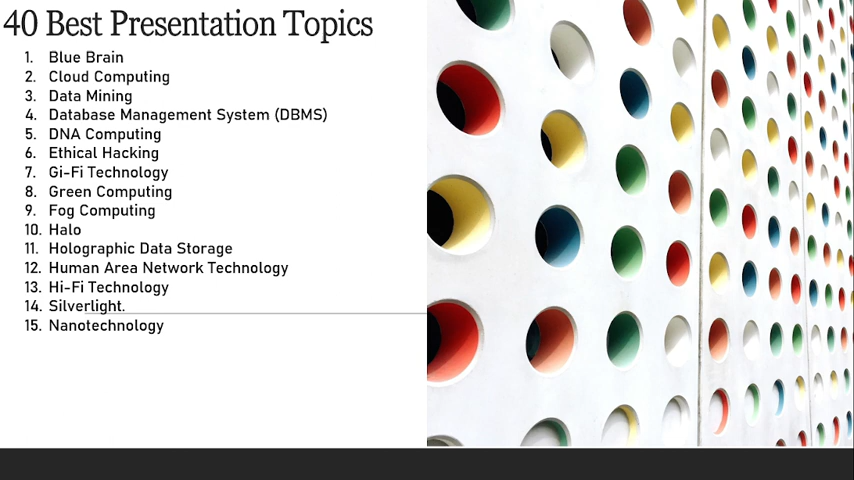 40 Best Presentation Topics
1. Blue Brain
2. Cloud Computing
3. Data Mining
4. Database Management System (DBMS)
5. DNA Computing
6. Ethical Hacking
7. Gi-Fi Technology
8. Green Computing
9. Fog Computing
10. Halo
11. Holographic Data Storage
12. Human Area Network Technology
13. Hi-Fi Technology
14. Silverlight.
15. Nanotechnology